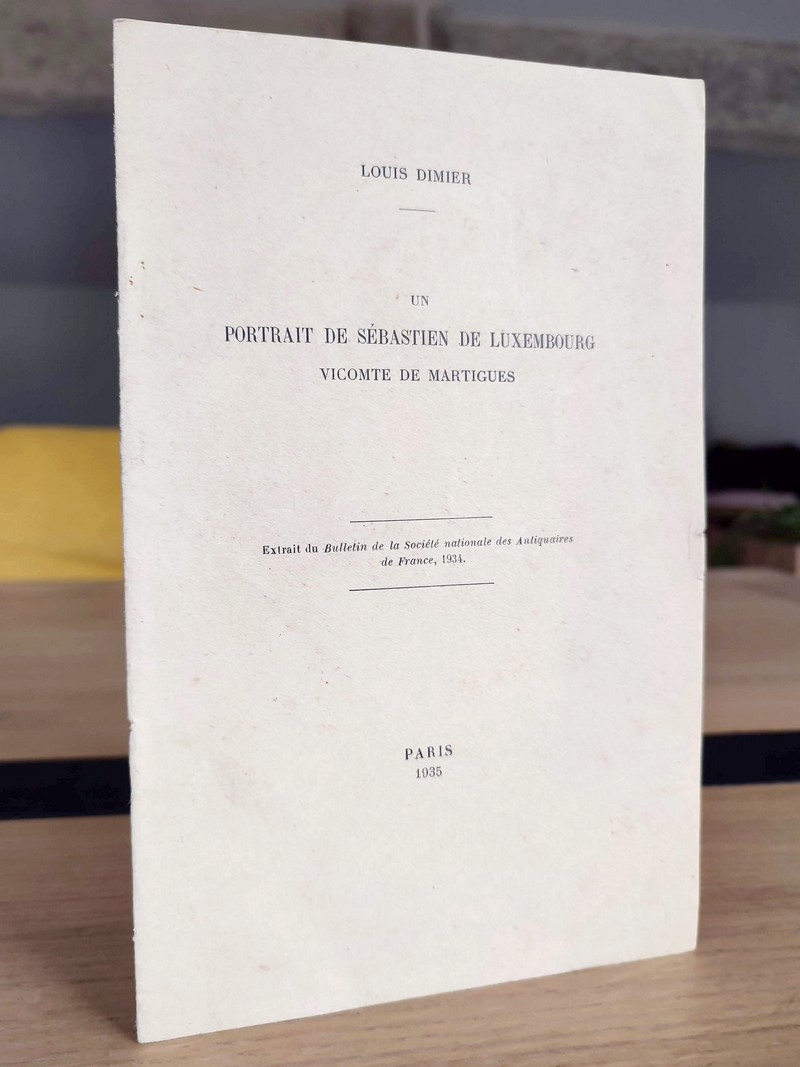 LOUIS DIMIER
UN
PORTRAIT DE SÉBASTIEN DE LUXEMBOURG
VICOMTE DE MARTIGUES
Extrait du Bulletin de la Société nationale des Antiquaires
de France, 1934.
PARIS
1935